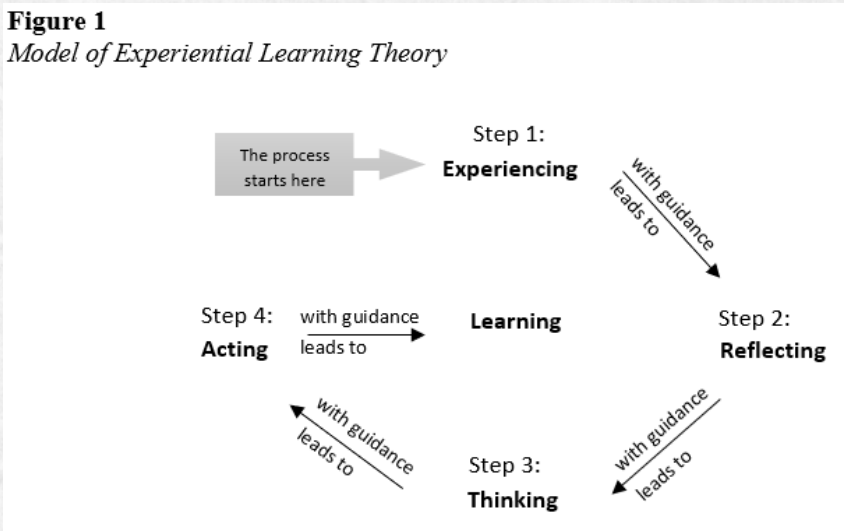 Figure 1
Model of Experiential Learning Theory
The process
starts here
Step 1:
Experiencing
with guidance
leads to
Step 2:
Reflecting
with guidance
leads to
Step 3:
Thinking
with guidance
leads to
Step 4:
Acting
with guidance
leads to
Learning